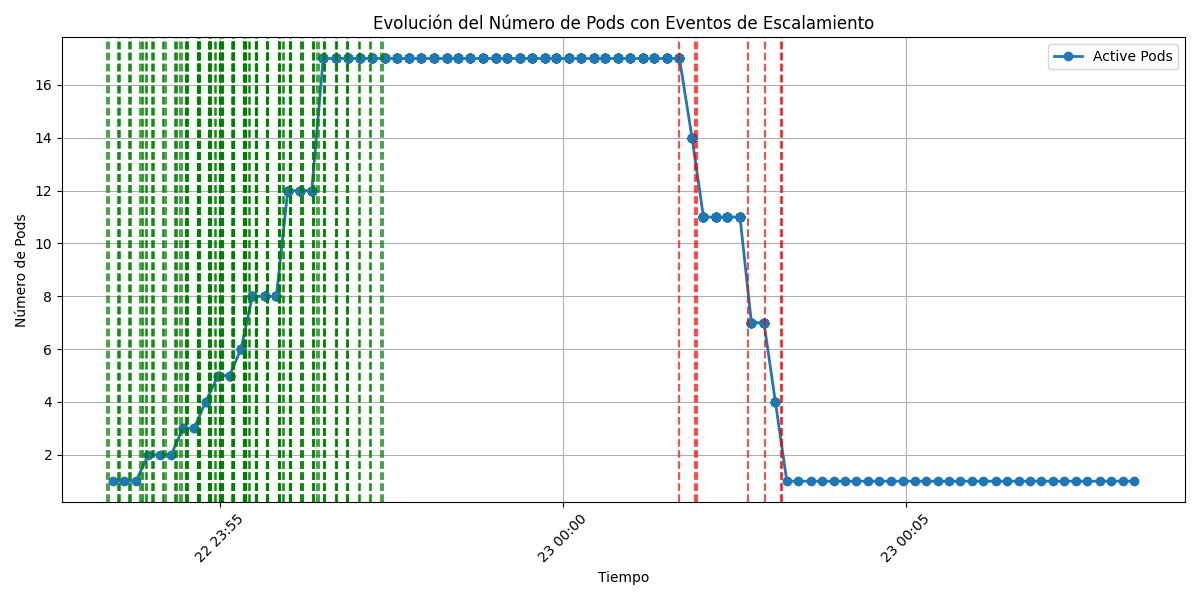 Evolución del Número de Pods con Eventos de Escalamiento
Active Pods
Número de Pods
16
14
12
10
8
6
4
2
22 23:55
23 00:00
23 00:05
Tiempo